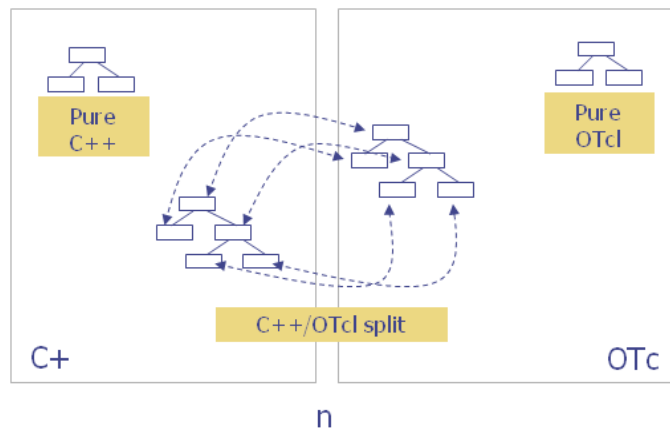 Pure
C++
Pure
OTcl
C++/OTcl split
C+
OTc
n